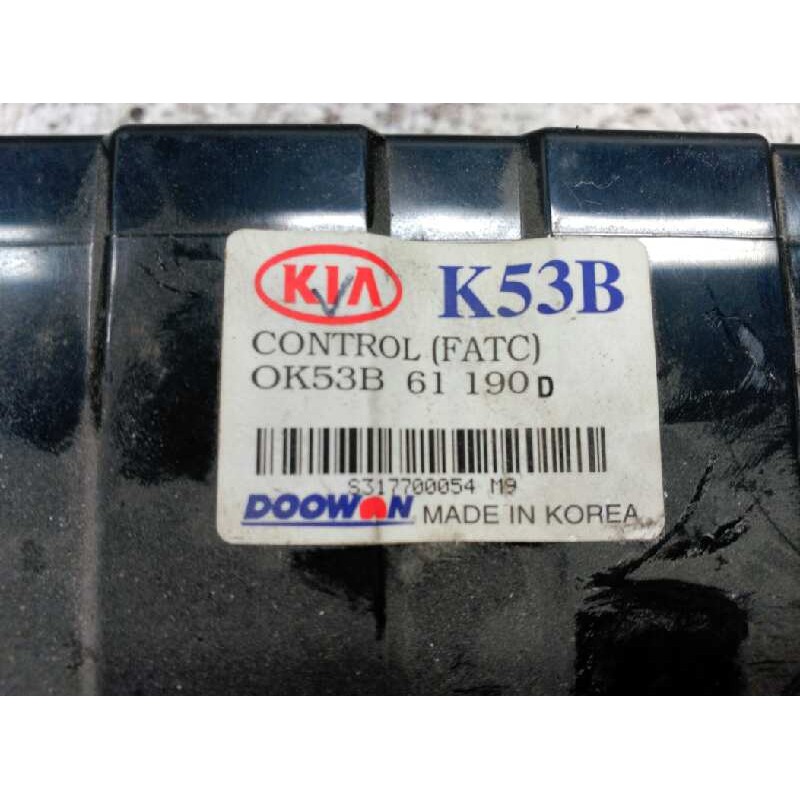 KIA K53B
CONTROL (FATC)
OK53B 61 190 D
S317700054 M9
DOOWON MADE IN KOREA